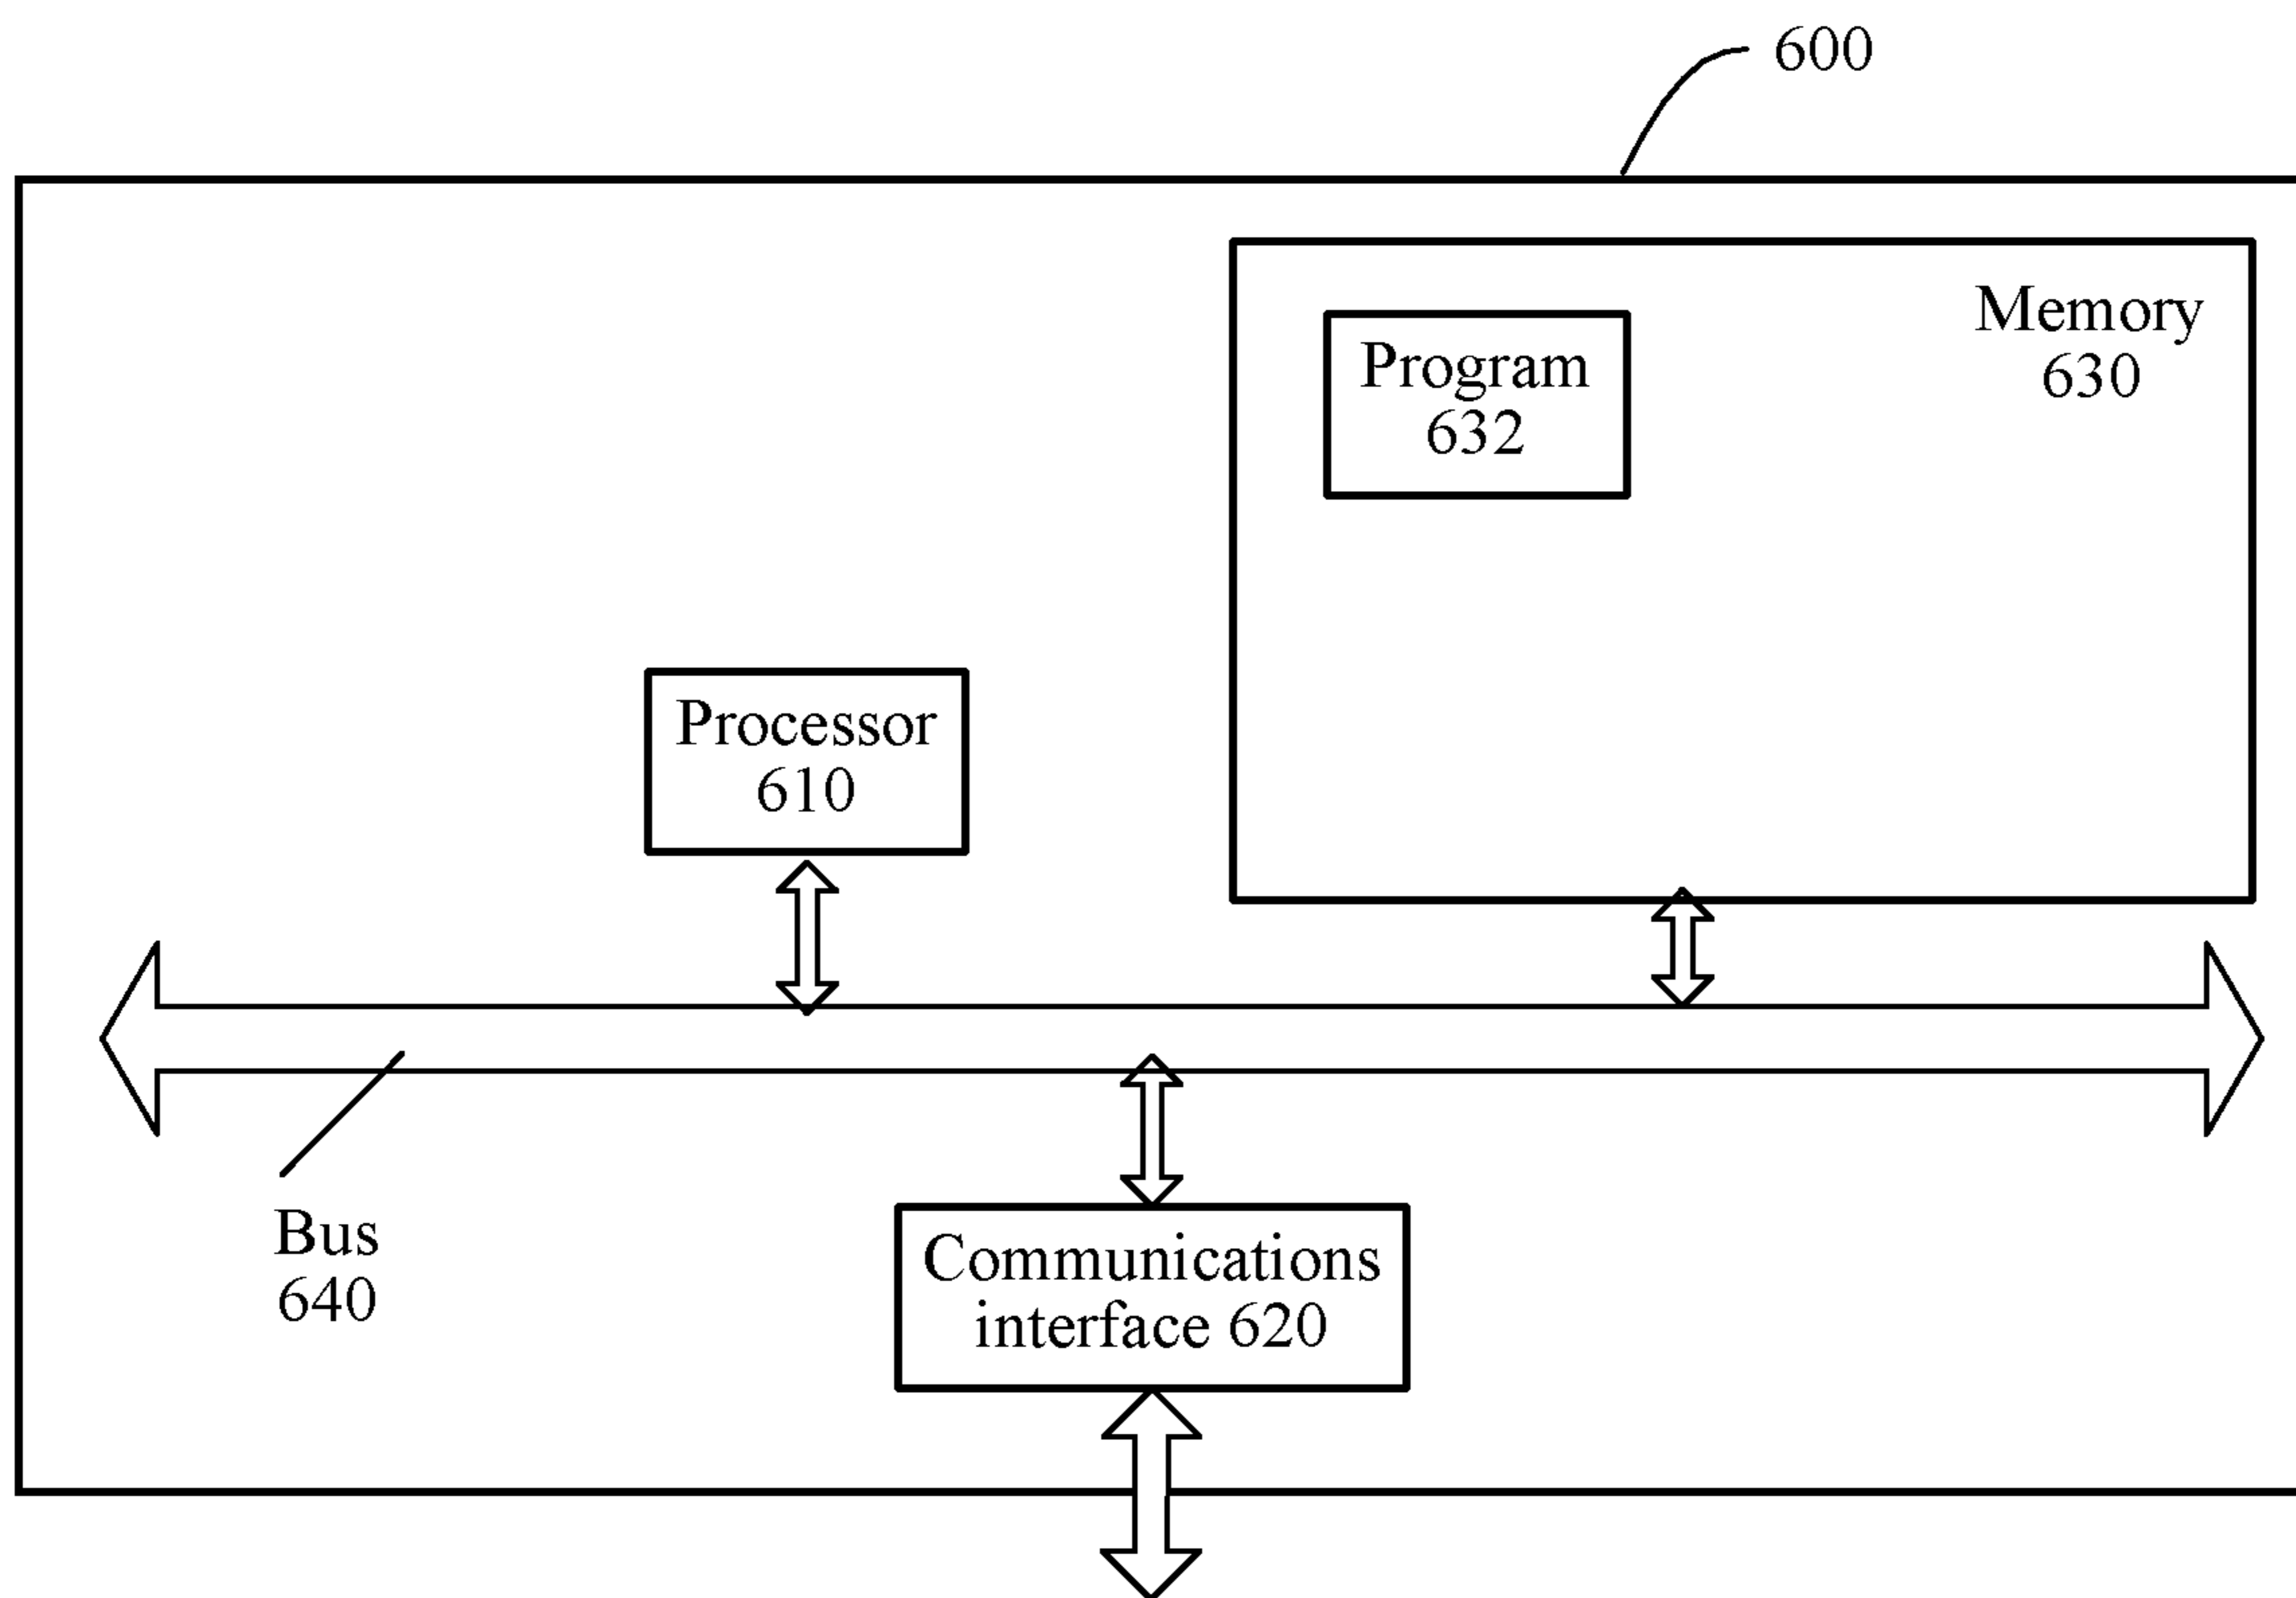 600
Memory
630
Program
632
Processor
610
Bus
640
Communications
interface 620